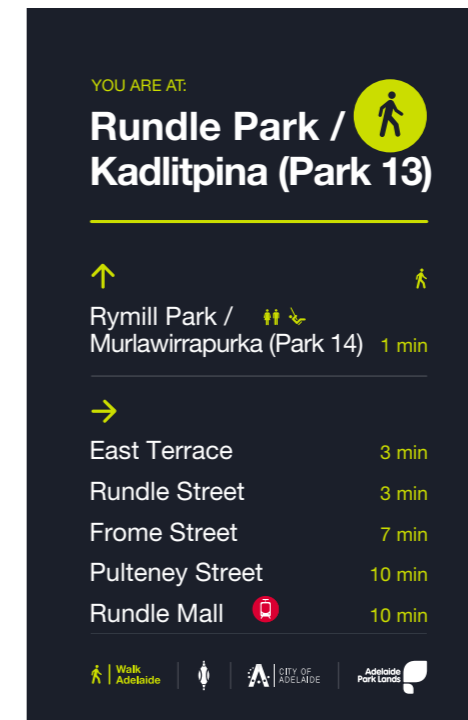 YOU ARE AT:
Rundle Park /
Kadlitpina (Park 13)
Rymill Park /
Murlawirrapurka (Park 14) 1 min
East Terrace 3 min
Rundle Street 3 min
Frome Street 7 min
Pulteney Street 10 min
Rundle Mall 10 min
Walk
Adelaide
CITY OF
ADELAIDE
Adelaide
Park Lands